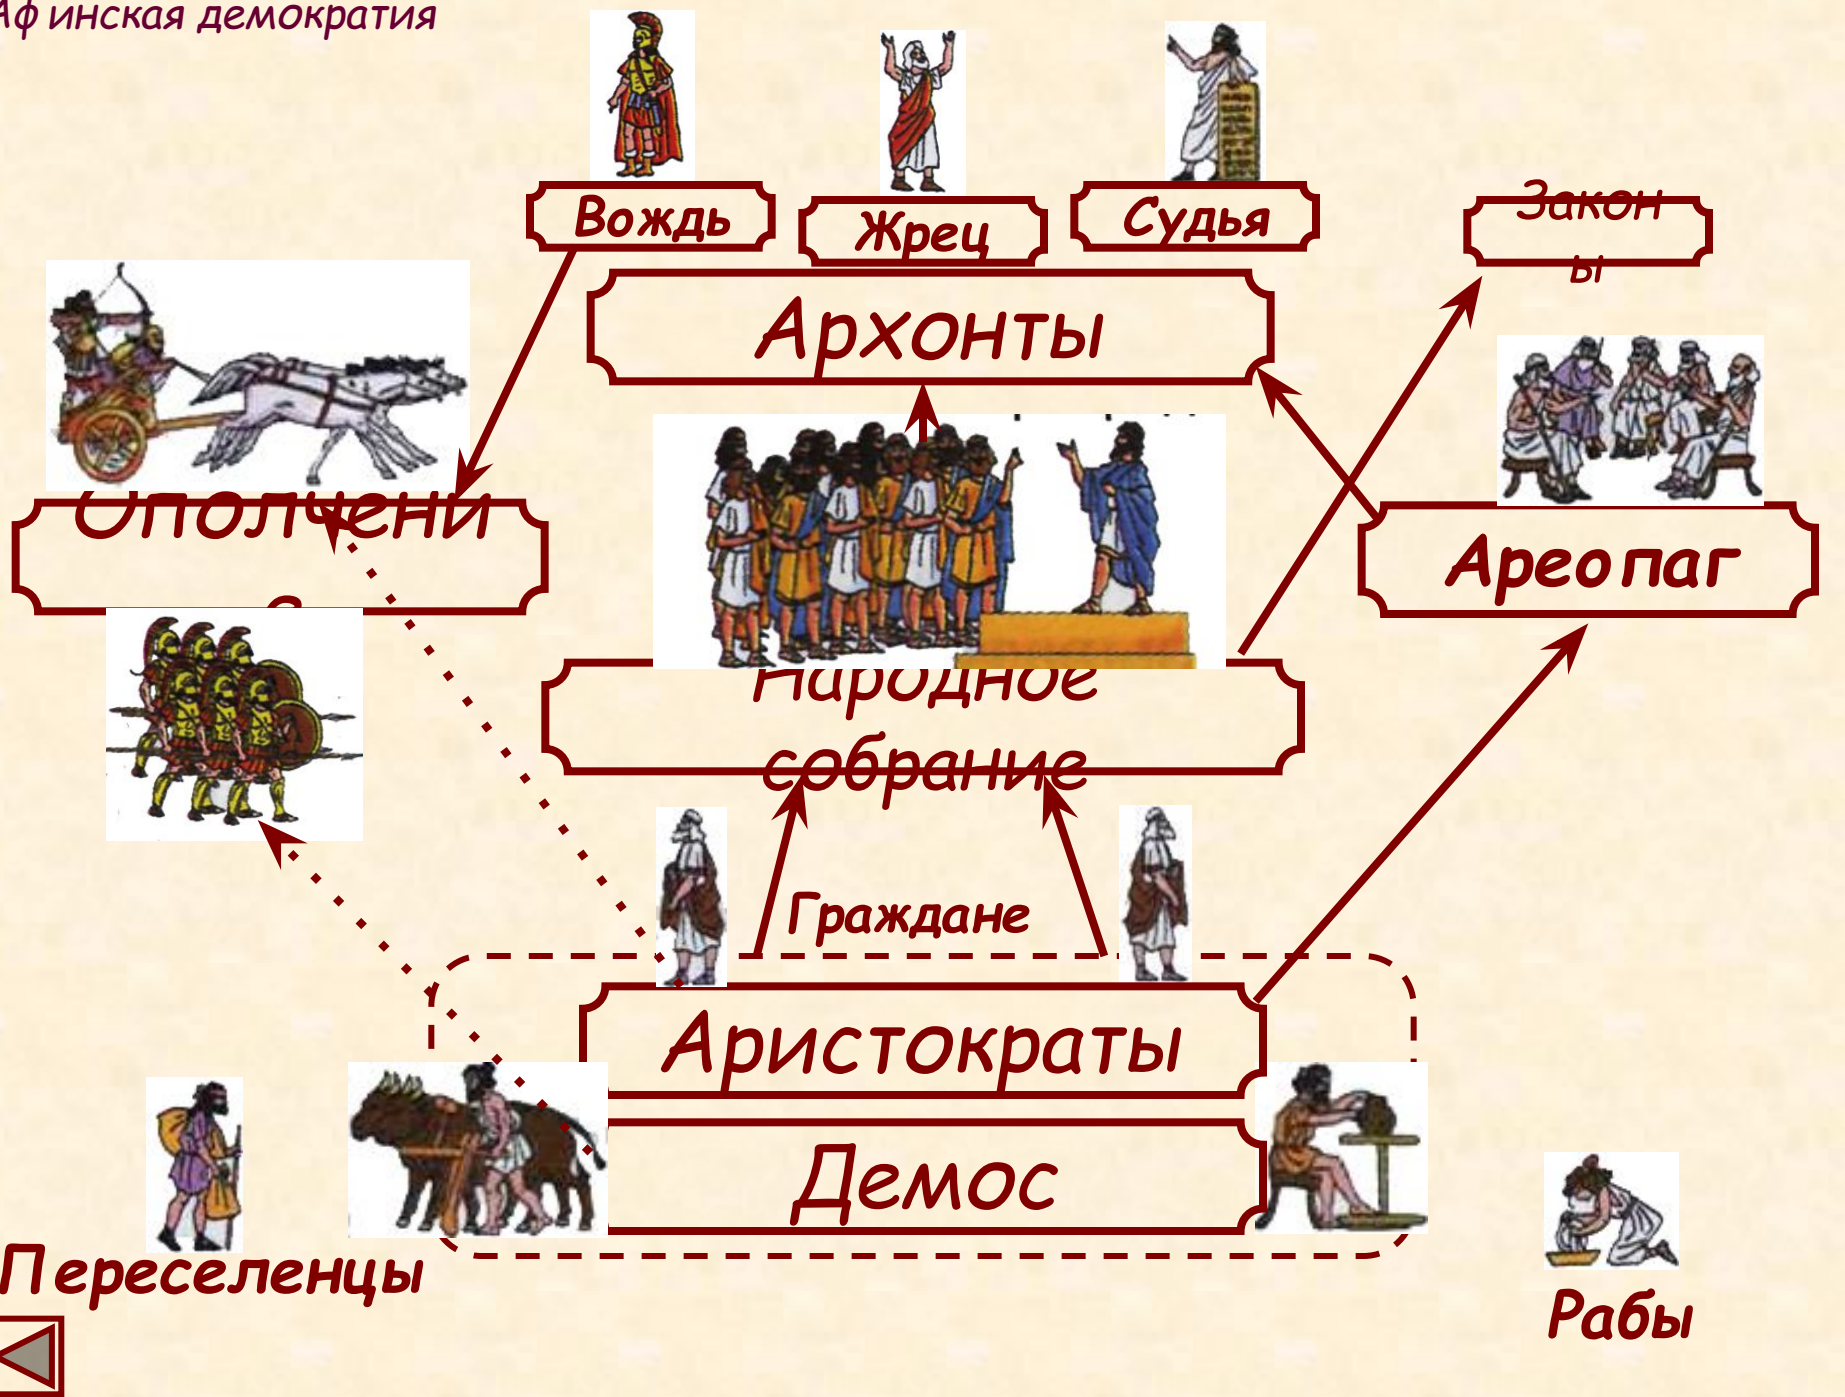 Афинская демократия
Вождь
Жрец
Судья
Закон
ы
Архонты
Ополчени
Ареопаг
Народное
собрание
Граждане
Аристократы
Демос
Переселенцы
Рабы